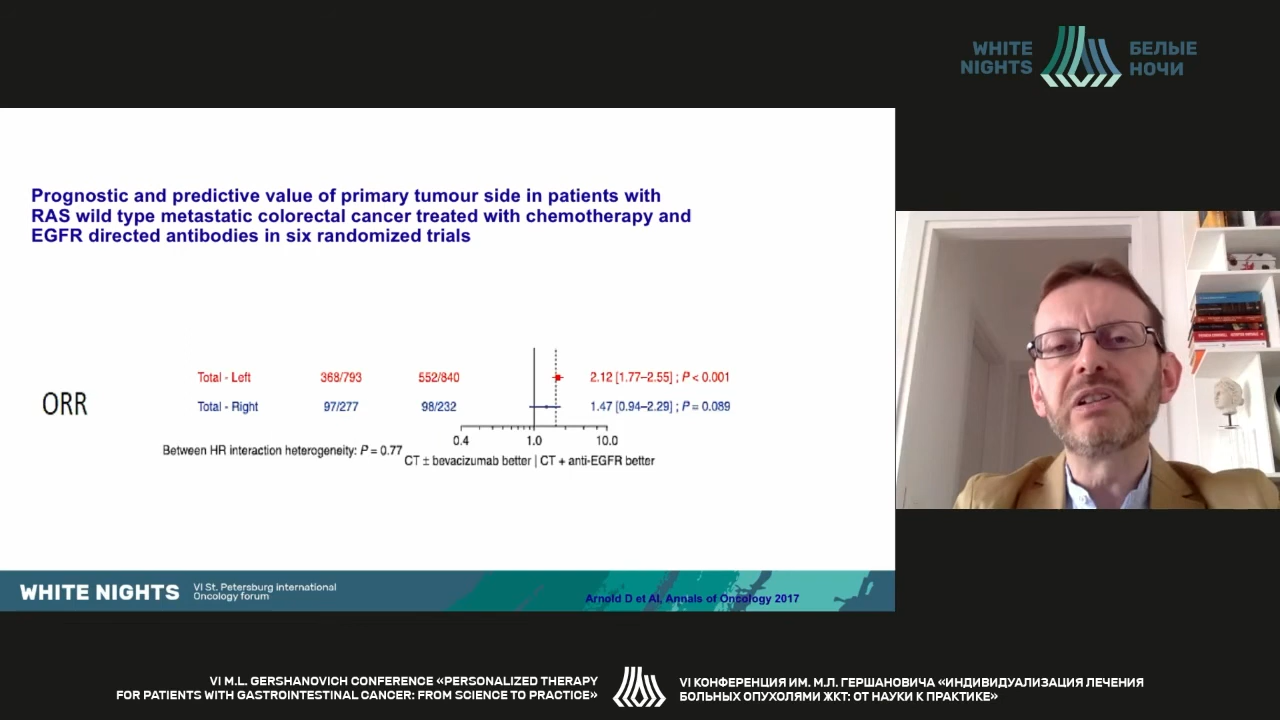 WHITE
NIGHTS
БЕЛЫЕ
НОЧИ
Prognostic and predictive value of primary tumour side in patients with
RAS wild type metastatic colorectal cancer treated with chemotherapy and
EGFR directed antibodies in six randomized trials
ORR
Total - Left 368/793 552/840 2.12 [1.77–2.55] ; P < 0.001
Total - Right 97/277 98/232 1.47 [0.94–2.29] ; P = 0.089
0.4 1.0 10.0
Between HR interaction heterogeneity: P = 0.77
CT ± bevacizumab better | CT + anti-EGFR better
WHITE NIGHTS
VI St. Petersburg international
Oncology forum
Arnold D et Al, Annals of Oncology 2017
VI M.L. GERSHANOVICH CONFERENCE «PERSONALIZED THERAPY
FOR PATIENTS WITH GASTROINTESTINAL CANCER: FROM SCIENCE TO PRACTICE»
VI КОНФЕРЕНЦИЯ ИМ. М.Л. ГЕРШАНОВИЧА «ИНДИВИДУАЛИЗАЦИЯ ЛЕЧЕНИЯ
БОЛЬНЫХ ОПУХОЛЯМИ ЖКТ: ОТ НАУКИ К ПРАКТИКЕ»